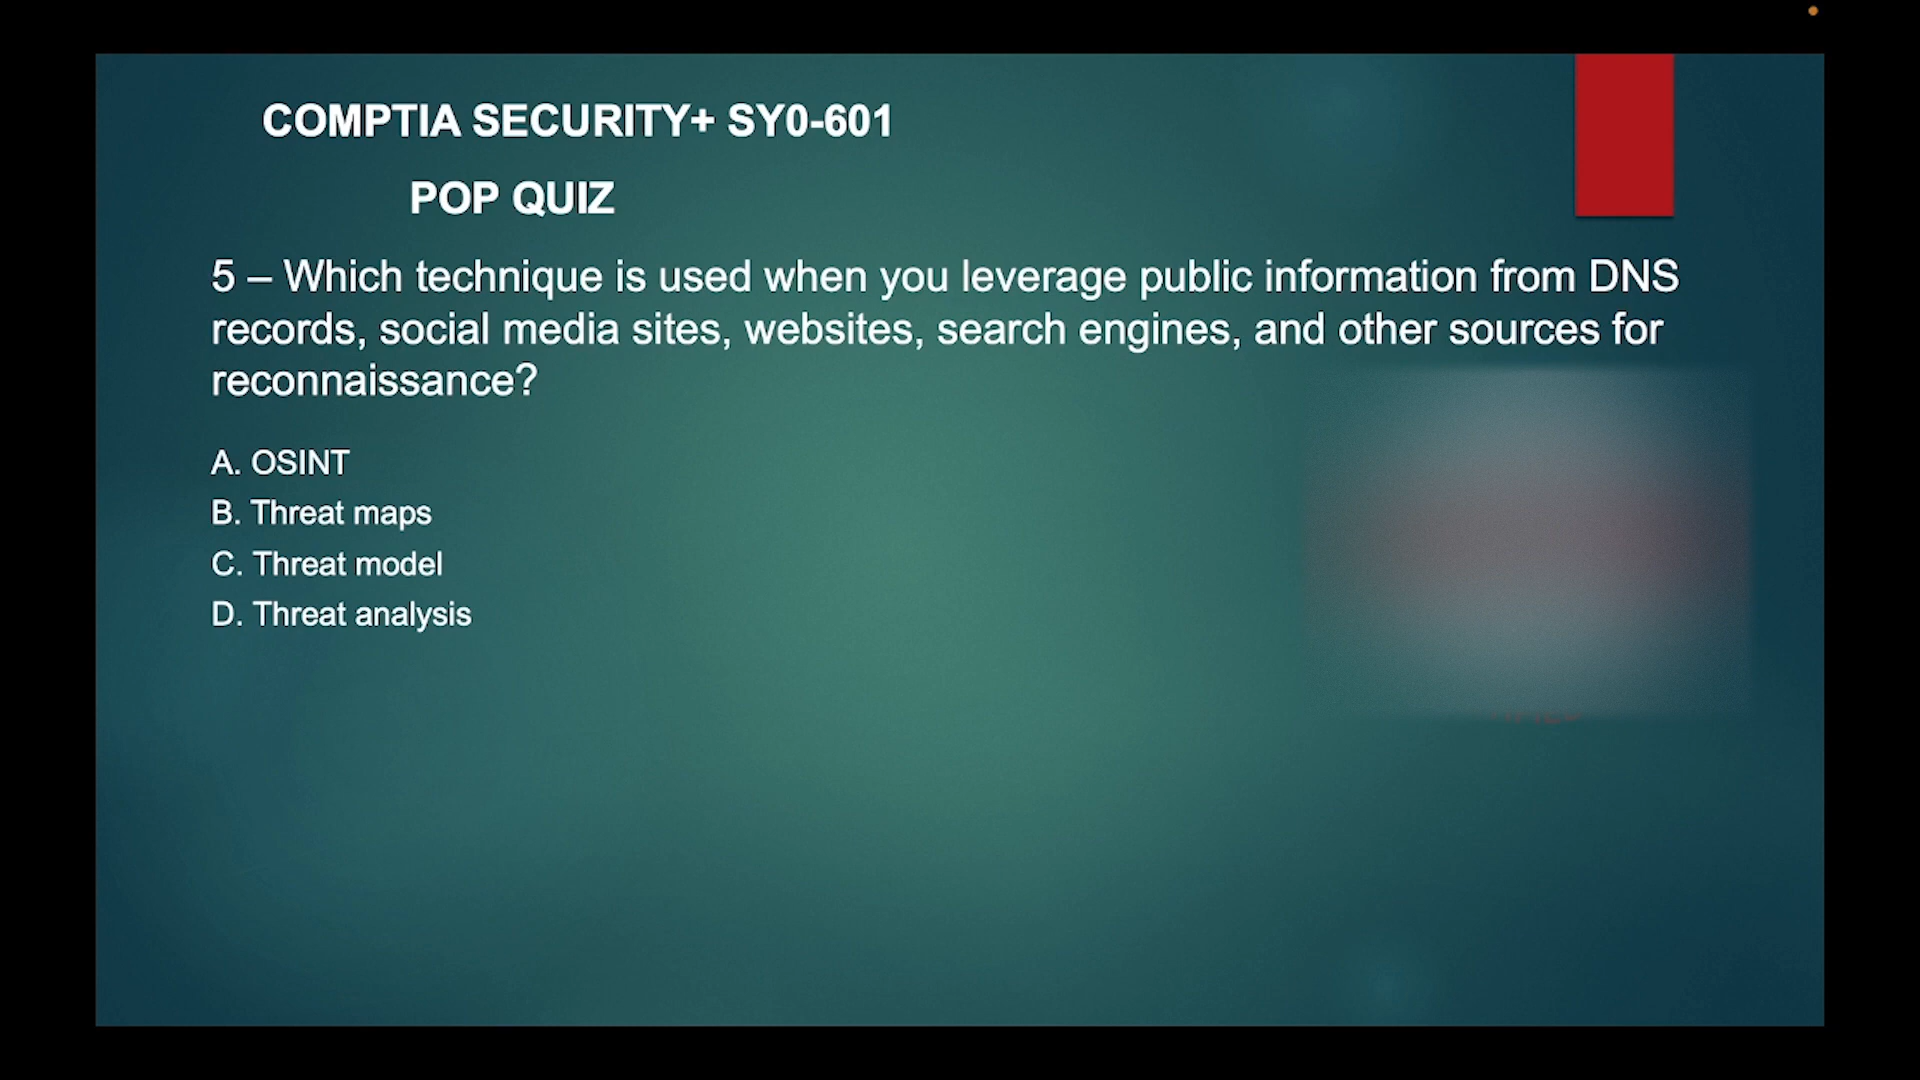 COMPTIA SECURITY+ SY0-601
POP QUIZ
5 – Which technique is used when you leverage public information from DNS
records, social media sites, websites, search engines, and other sources for
reconnaissance?
A. OSINT
B. Threat maps
C. Threat model
D. Threat analysis